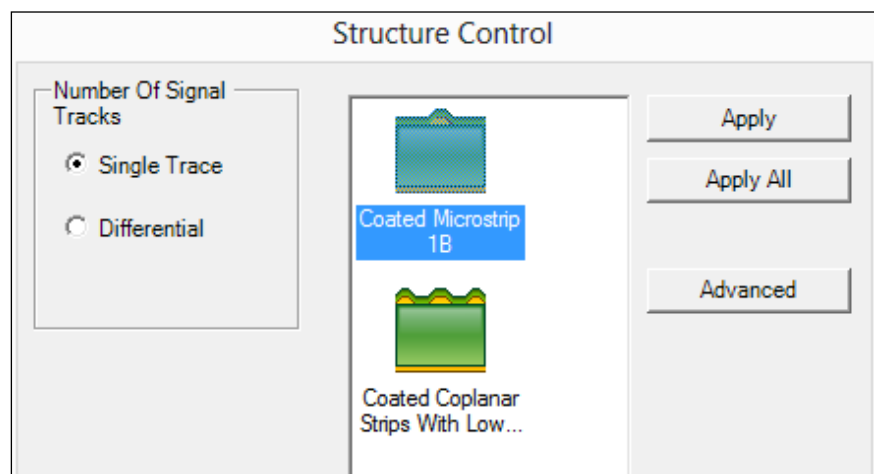 Structure Control
Number Of Signal
Tracks
Single Trace
Differential
Coated Microstrip
1B
Coated Coplanar
Strips With Low...
Apply
Apply All
Advanced